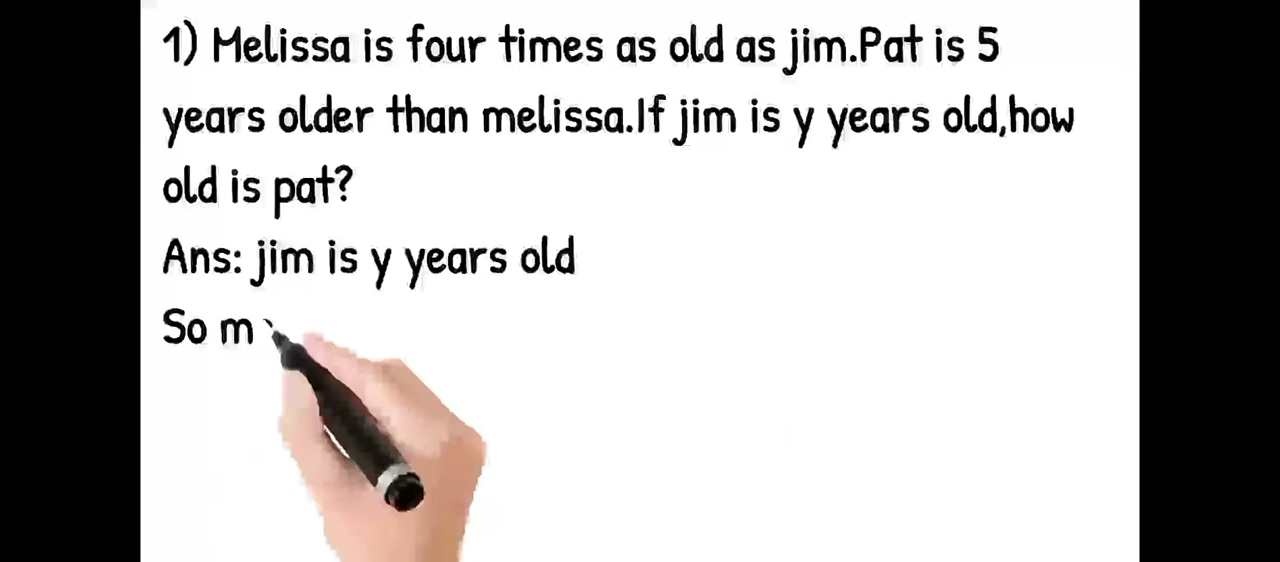 1) Melissa is four times as old as jim.Pat is 5
years older than melissa.If jim is y years old,how
old is pat?
Ans: jim is y years old
So m